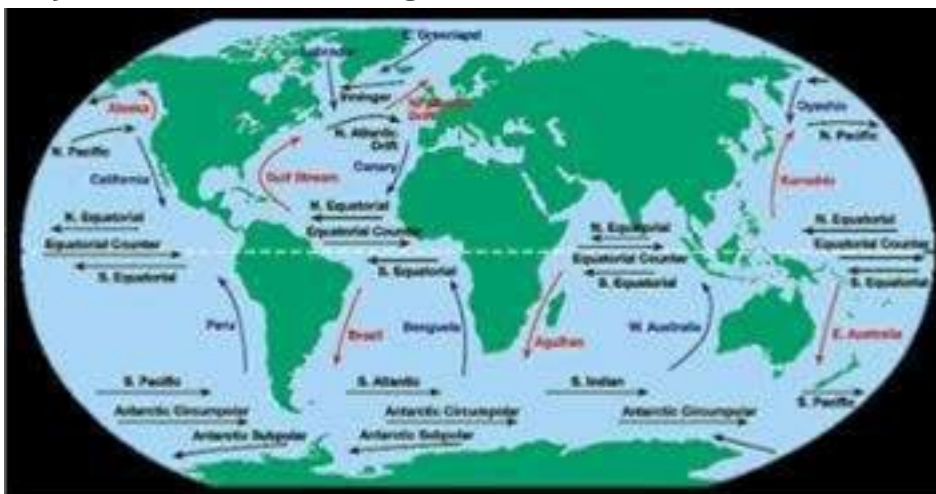 E. Greenland
Labrador
Irminger
Alaska
N. Atlantic
Drift
Oyashio
N. Pacific
N. Pacific
N. Atlantic
Drift
California
Canary
Gulf Stream
Kuroshio
N. Equatorial
N. Equatorial
N. Equatorial
N. Equatorial
Equatorial Counter
Equatorial Counter
Equatorial Counter
Equatorial Counter
S. Equatorial
S. Equatorial
S. Equatorial
S. Equatorial
Peru
Brazil
Benguela
Agulhas
W. Australia
E. Australia
S. Pacific
S. Atlantic
S. Indian
S. Pacific
Antarctic Circumpolar
Antarctic Circumpolar
Antarctic Circumpolar
Antarctic Subpolar
Antarctic Subpolar